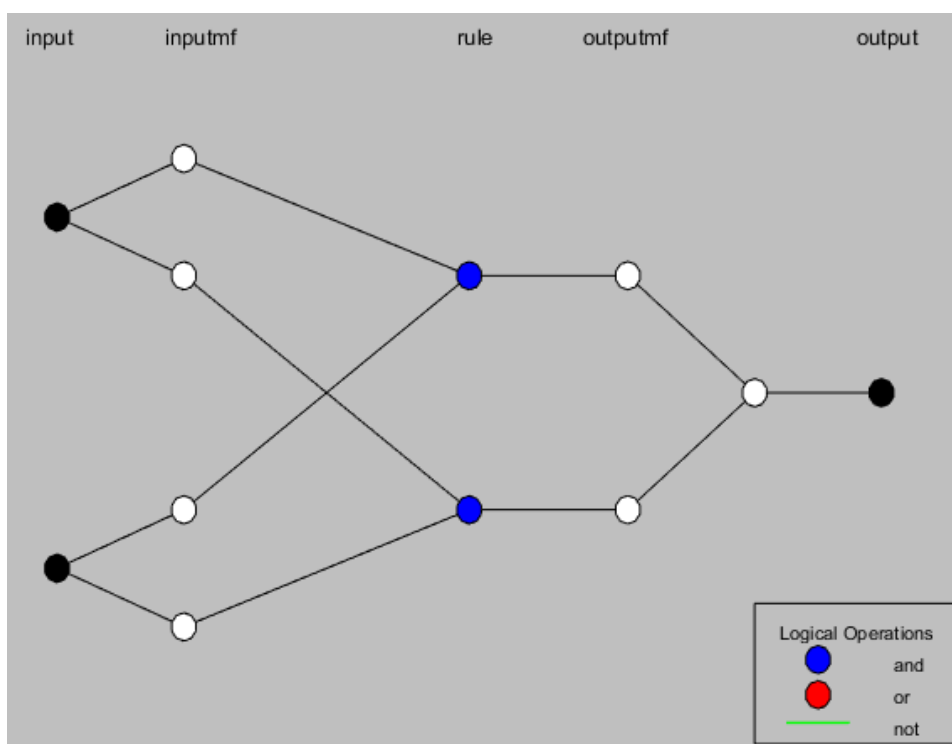 input inputmf rule outputmf output
Logical Operations
and
or
not